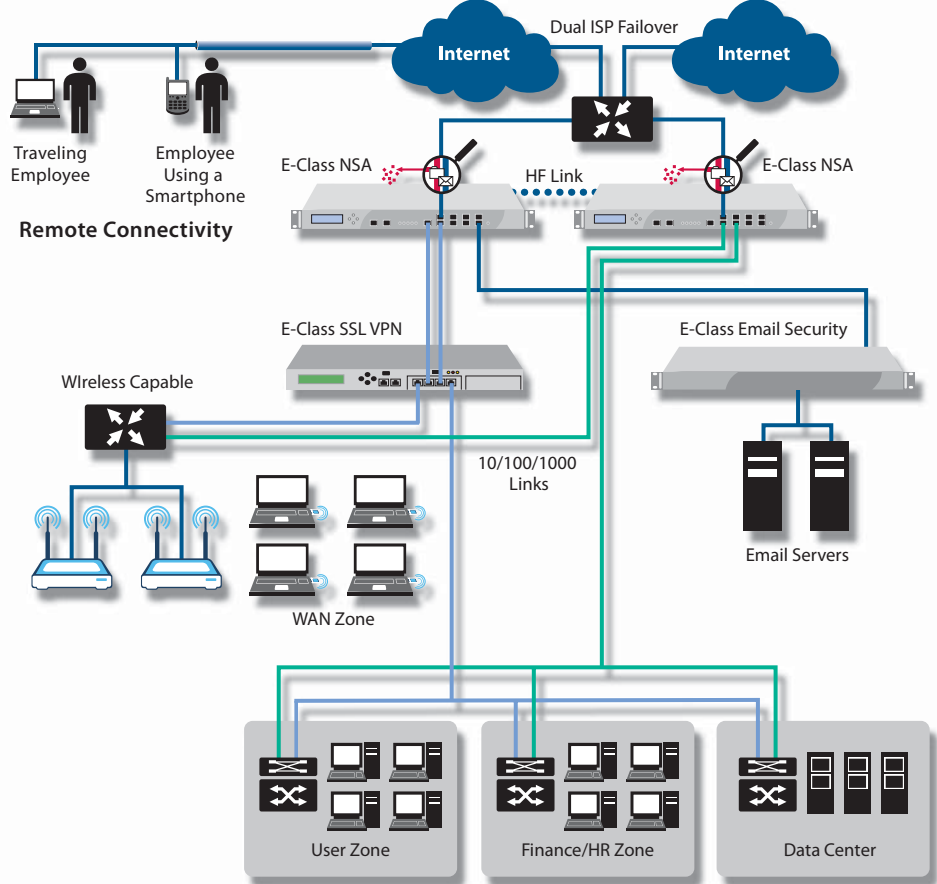 Dual ISP Failover
Internet
Internet
Traveling
Employee
Employee
Using a
Smartphone
Remote Connectivity
E-Class NSA
E-Class NSA
HF Link
E-Class SSL VPN
E-Class Email Security
WIreless Capable
10/100/1000
Links
Email Servers
WAN Zone
User Zone
Finance/HR Zone
Data Center